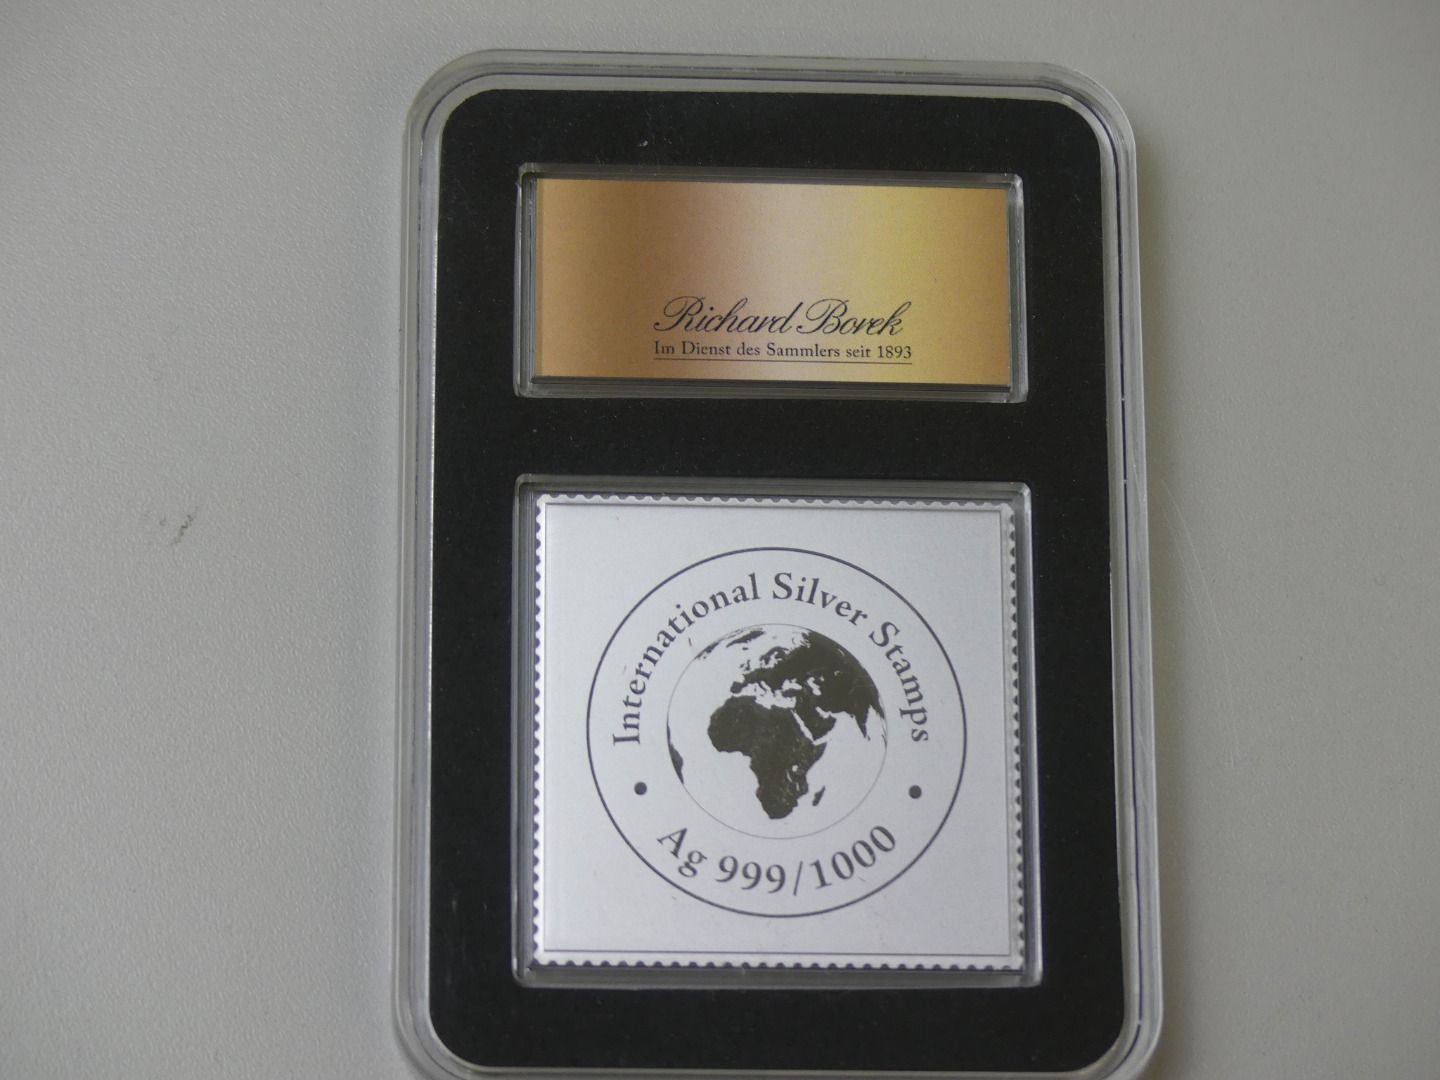 Richard Borek
Im Dienst des Sammlers seit 1893
International Silver Stamps
Ag 999/1000